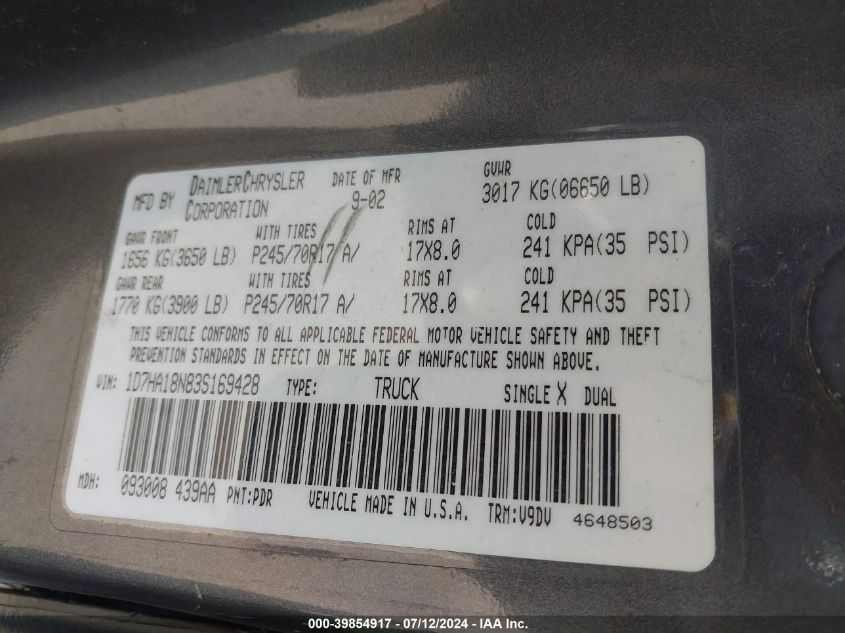 MFD BY DAIMLERCHRYSLER CORPORATION DATE OF MFR 9-02 GVWR 3017 KG(06650 LB)
GAWR FRONT WITH TIRES RIMS AT COLD
1656 KG(3650 LB) P245/70R17 A/ 17X8.0 241 KPA(35 PSI)
GAWR REAR WITH TIRES RIMS AT COLD
1770 KG(3900 LB) P245/70R17 A/ 17X8.0 241 KPA(35 PSI)
THIS VEHICLE CONFORMS TO ALL APPLICABLE FEDERAL MOTOR VEHICLE SAFETY AND THEFT
PREVENTION STANDARDS IN EFFECT ON THE DATE OF MANUFACTURE SHOWN ABOVE.
VIN: 1D7HA18N83S169428 TYPE: TRUCK SINGLE X DUAL
MDH: 093008 439AA PNT:PDR VEHICLE MADE IN U.S.A. TRM:V9DV 4648503
000-39854917 - 07/12/2024 - IAA Inc.